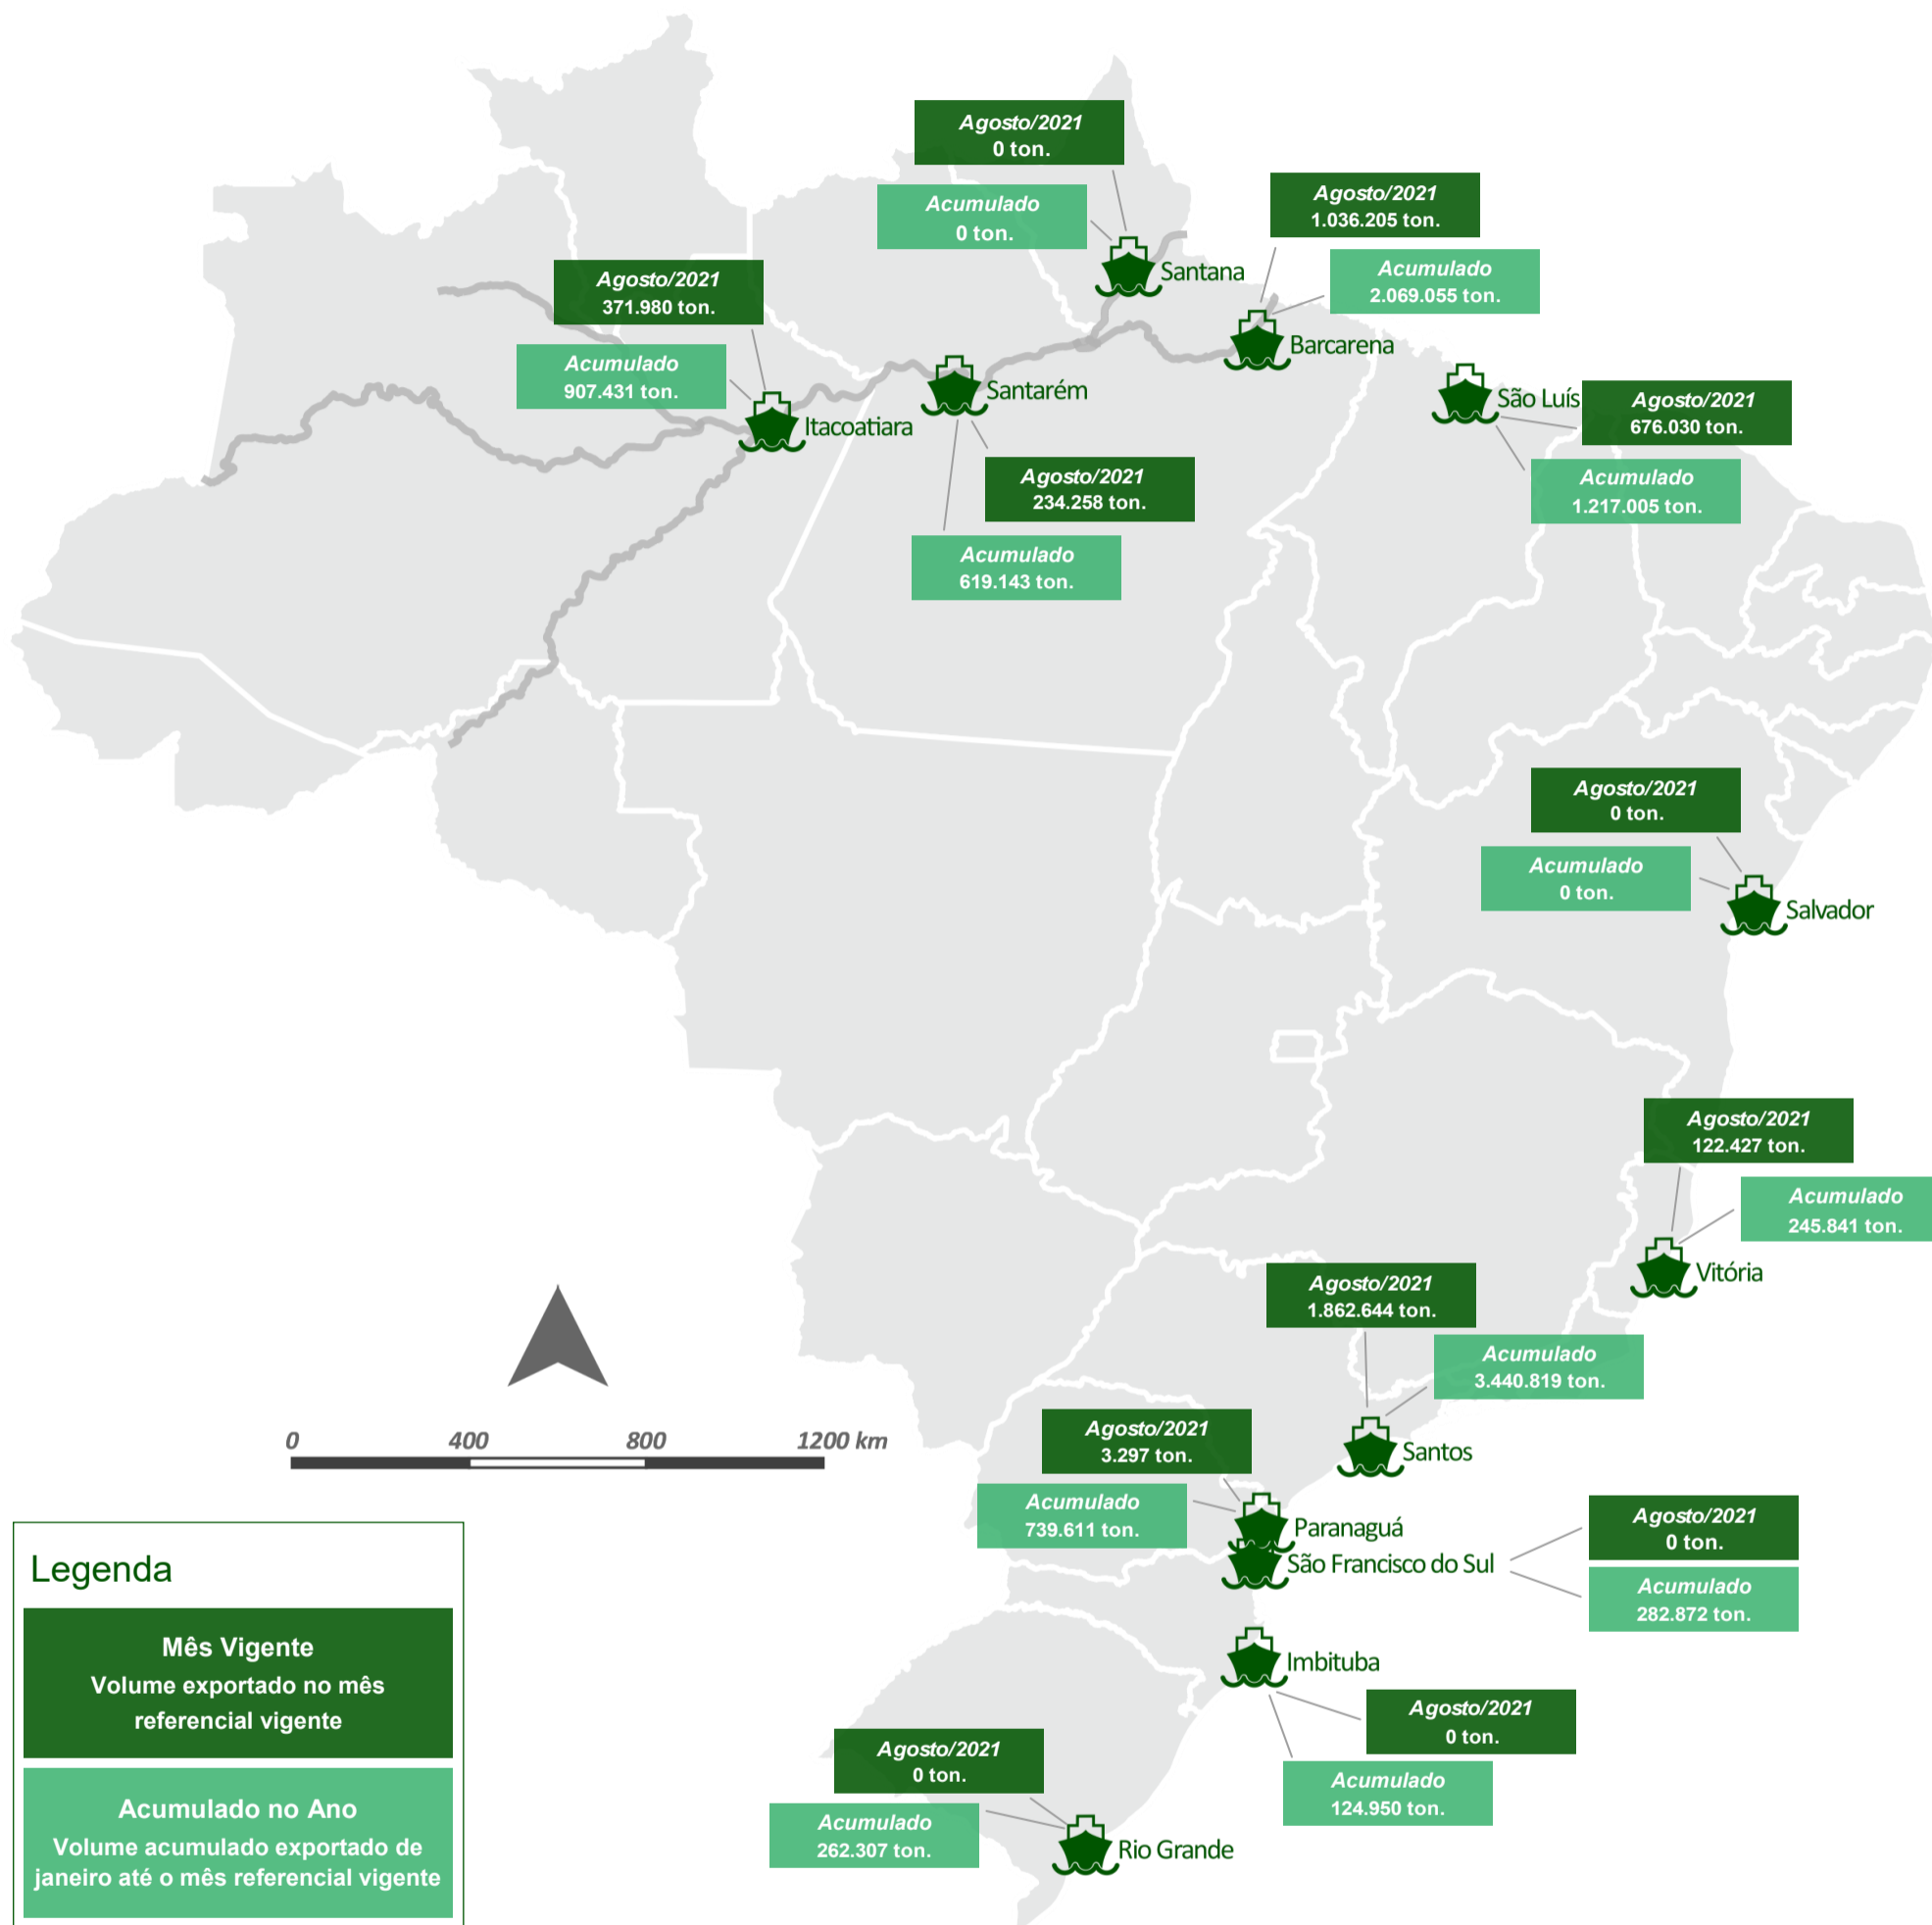 Agosto/2021
0 ton.
Acumulado
0 ton.
Santana
Agosto/2021
1.036.205 ton.
Acumulado
2.069.055 ton.
Barcarena
Agosto/2021
371.980 ton.
Acumulado
907.431 ton.
Itacoatiara
Santarém
Agosto/2021
234.258 ton.
Acumulado
619.143 ton.
São Luís
Agosto/2021
676.030 ton.
Acumulado
1.217.005 ton.
Agosto/2021
0 ton.
Acumulado
0 ton.
Salvador
Agosto/2021
122.427 ton.
Acumulado
245.841 ton.
Vitória
Agosto/2021
1.862.644 ton.
Acumulado
3.440.819 ton.
Santos
Agosto/2021
3.297 ton.
Acumulado
739.611 ton.
Paranaguá
São Francisco do Sul
Agosto/2021
0 ton.
Acumulado
282.872 ton.
Imbituba
Agosto/2021
0 ton.
Acumulado
124.950 ton.
Agosto/2021
0 ton.
Acumulado
262.307 ton.
Rio Grande
0 400 800 1200 km
Legenda
Mês Vigente
Volume exportado no mês
referencial vigente
Acumulado no Ano
Volume acumulado exportado de
janeiro até o mês referencial vigente